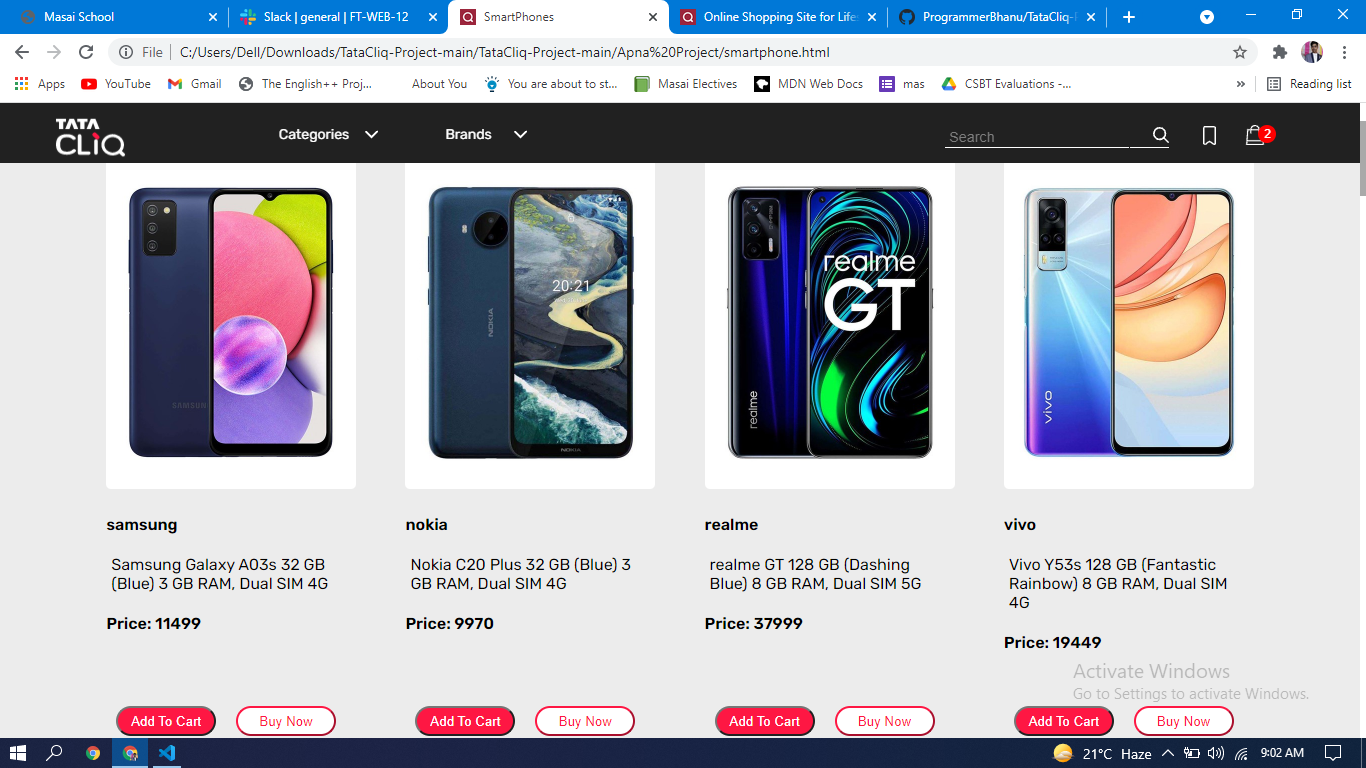 Masai School
Slack | general | FT-WEB-12
SmartPhones
Online Shopping Site for Lifes
ProgrammerBhanu/TataCliq-P
File
C:/Users/Dell/Downloads/TataCliq-Project-main/TataCliq-Project-main/Apna%20Project/smartphone.html
Apps
YouTube
Gmail
The English++ Proj...
About You
You are about to st...
Masai Electives
MDN Web Docs
mas
CSBT Evaluations -...
Reading list
TATA
CLiQ
Categories
Brands
Search
2
SAMSUNG
20:21
NOKIA
NOKIA
realme
GT
realme
vivo
samsung
nokia
realme
vivo
Samsung Galaxy A03s 32 GB
(Blue) 3 GB RAM, Dual SIM 4G
Nokia C20 Plus 32 GB (Blue) 3
GB RAM, Dual SIM 4G
realme GT 128 GB (Dashing
Blue) 8 GB RAM, Dual SIM 5G
Vivo Y53s 128 GB (Fantastic
Rainbow) 8 GB RAM, Dual SIM
4G
Price: 11499
Price: 9970
Price: 37999
Price: 19449
Activate Windows
Go to Settings to activate Windows.
Add To Cart
Buy Now
Add To Cart
Buy Now
Add To Cart
Buy Now
Add To Cart
Buy Now
21°C Haze
9:02 AM